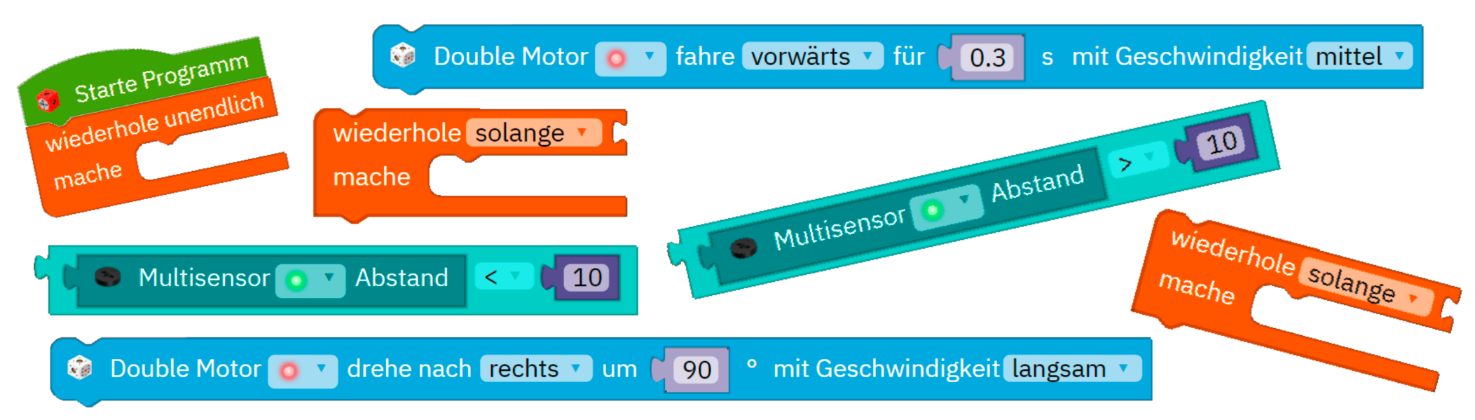 Double Motor fahre vorwärts für 0.3 s mit Geschwindigkeit mittel
Starte Programm
wiederhole unendlich
mache
wiederhole solange
mache
Multisensor Abstand > 10
Multisensor Abstand < 10
wiederhole solange
mache
Double Motor drehe nach rechts um 90 ° mit Geschwindigkeit langsam